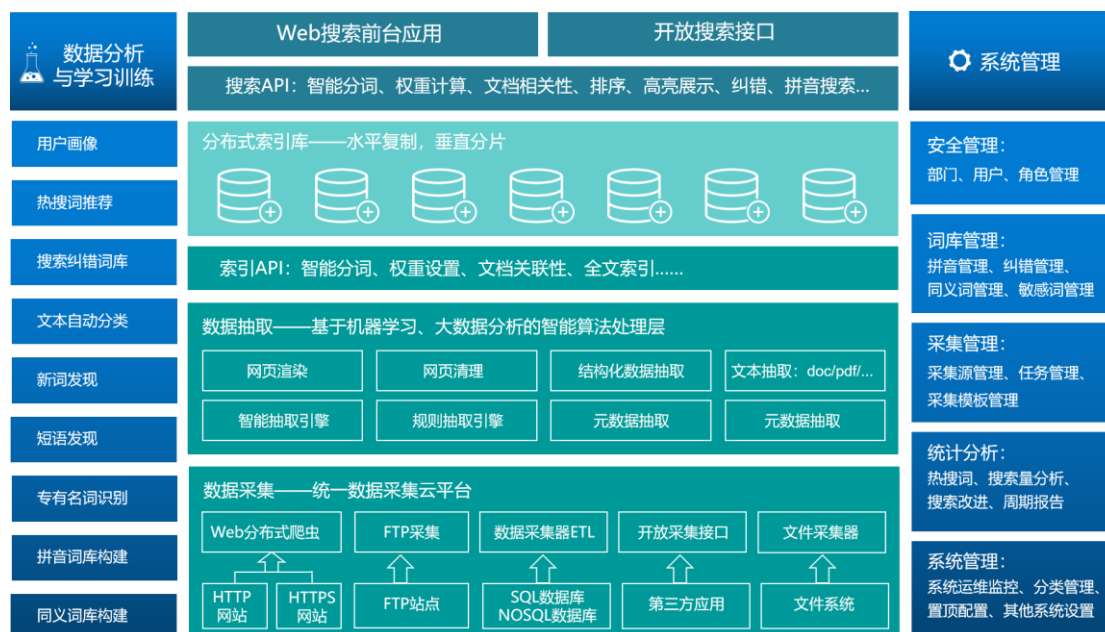 数据分析
与学习训练
用户画像
热搜词推荐
搜索纠错词库
文本自动分类
新词发现
短语发现
专有名词识别
拼音词库构建
同义词库构建
Web搜索前台应用
开放搜索接口
搜索API：智能分词、权重计算、文档相关性、排序、高亮展示、纠错、拼音搜索...
分布式索引库——水平复制，垂直分片
索引API：智能分词、权重设置、文档关联性、全文索引......
数据抽取——基于机器学习、大数据分析的智能算法处理层
网页渲染
网页清理
结构化数据抽取
文本抽取：doc/pdf/...
智能抽取引擎
规则抽取引擎
元数据抽取
元数据抽取
数据采集——统一数据采集云平台
Web分布式爬虫
FTP采集
数据采集器ETL
开放采集接口
文件采集器
HTTP
网站
HTTPS
网站
FTP站点
SQL数据库
NOSQL数据库
第三方应用
文件系统
系统管理
安全管理：
部门、用户、角色管理
词库管理：
拼音管理、纠错管理、
同义词管理、敏感词管理
采集管理：
采集源管理、任务管理、
采集模板管理
统计分析：
热搜词、搜索量分析、
搜索改进、周期报告
系统管理：
系统运维监控、分类管理、
置顶配置、其他系统设置